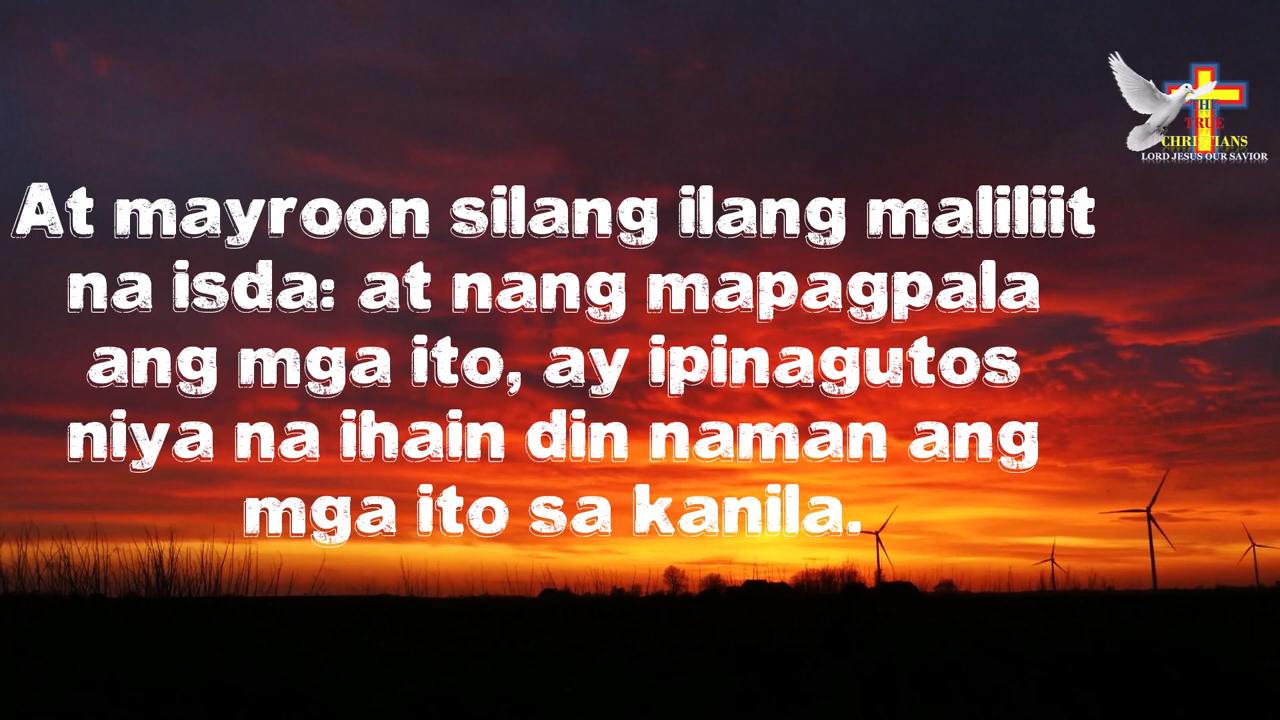 THE
TRUE
CHRISTIANS
LORD JESUS OUR SAVIOR
At mayroon silang ilang maliliit
na isda: at nang mapagpala
ang mga ito, ay ipinagutos
niya na ihain din naman ang
mga ito sa kanila.